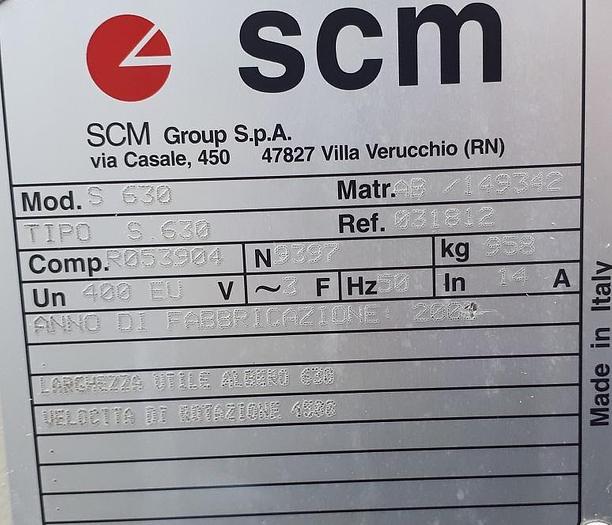 scm
SCM Group S.p.A.
via Casale, 450 47827 Villa Verucchio (RN)
Mod. S 630 Matr. AB /149342
TIPO S 630 Ref. 031812
Comp. R053904 N 9397 kg 958
Un 400 EU V ~ 3 F Hz 50 In 14 A
ANNO DI FABBRICAZIONE:
LARGHEZZA UTILE ALBERO 630
VELOCITA DI ROTAZIONE 4500
Made in Italy